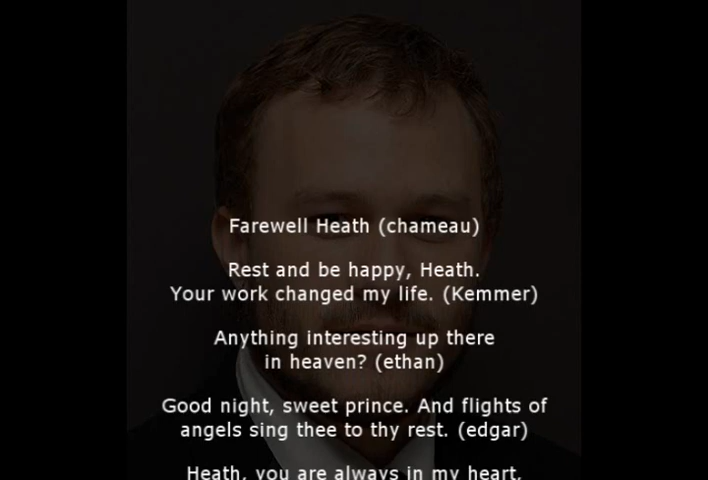 Farewell Heath (chameau)
Rest and be happy, Heath.
Your work changed my life. (Kemmer)
Anything interesting up there
in heaven? (ethan)
Good night, sweet prince. And flights of
angels sing thee to thy rest. (edgar)
Heath, you are always in my heart,